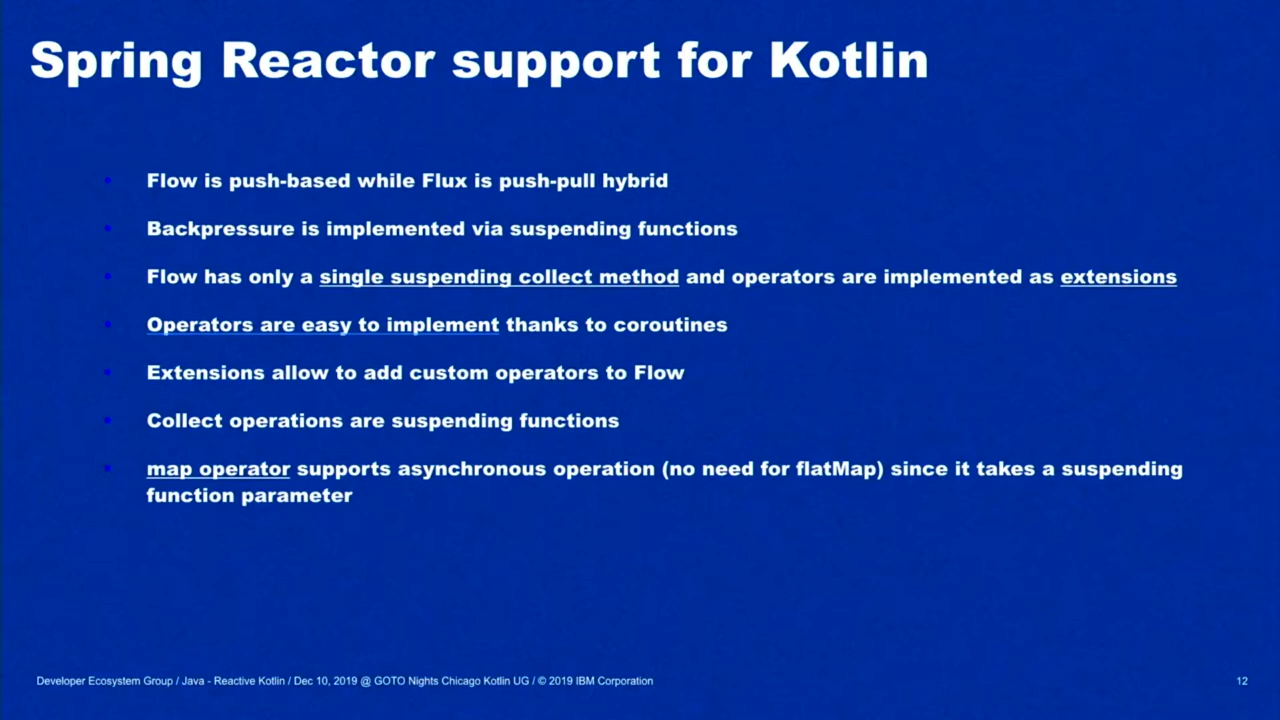 Spring Reactor support for Kotlin
Flow is push-based while Flux is push-pull hybrid
Backpressure is implemented via suspending functions
Flow has only a single suspending collect method and operators are implemented as extensions
Operators are easy to implement thanks to coroutines
Extensions allow to add custom operators to Flow
Collect operations are suspending functions
map operator supports asynchronous operation (no need for flatMap) since it takes a suspending
function parameter
Developer Ecosystem Group / Java - Reactive Kotlin / Dec 10, 2019 @ GOTO Nights Chicago Kotlin UG / © 2019 IBM Corporation
12